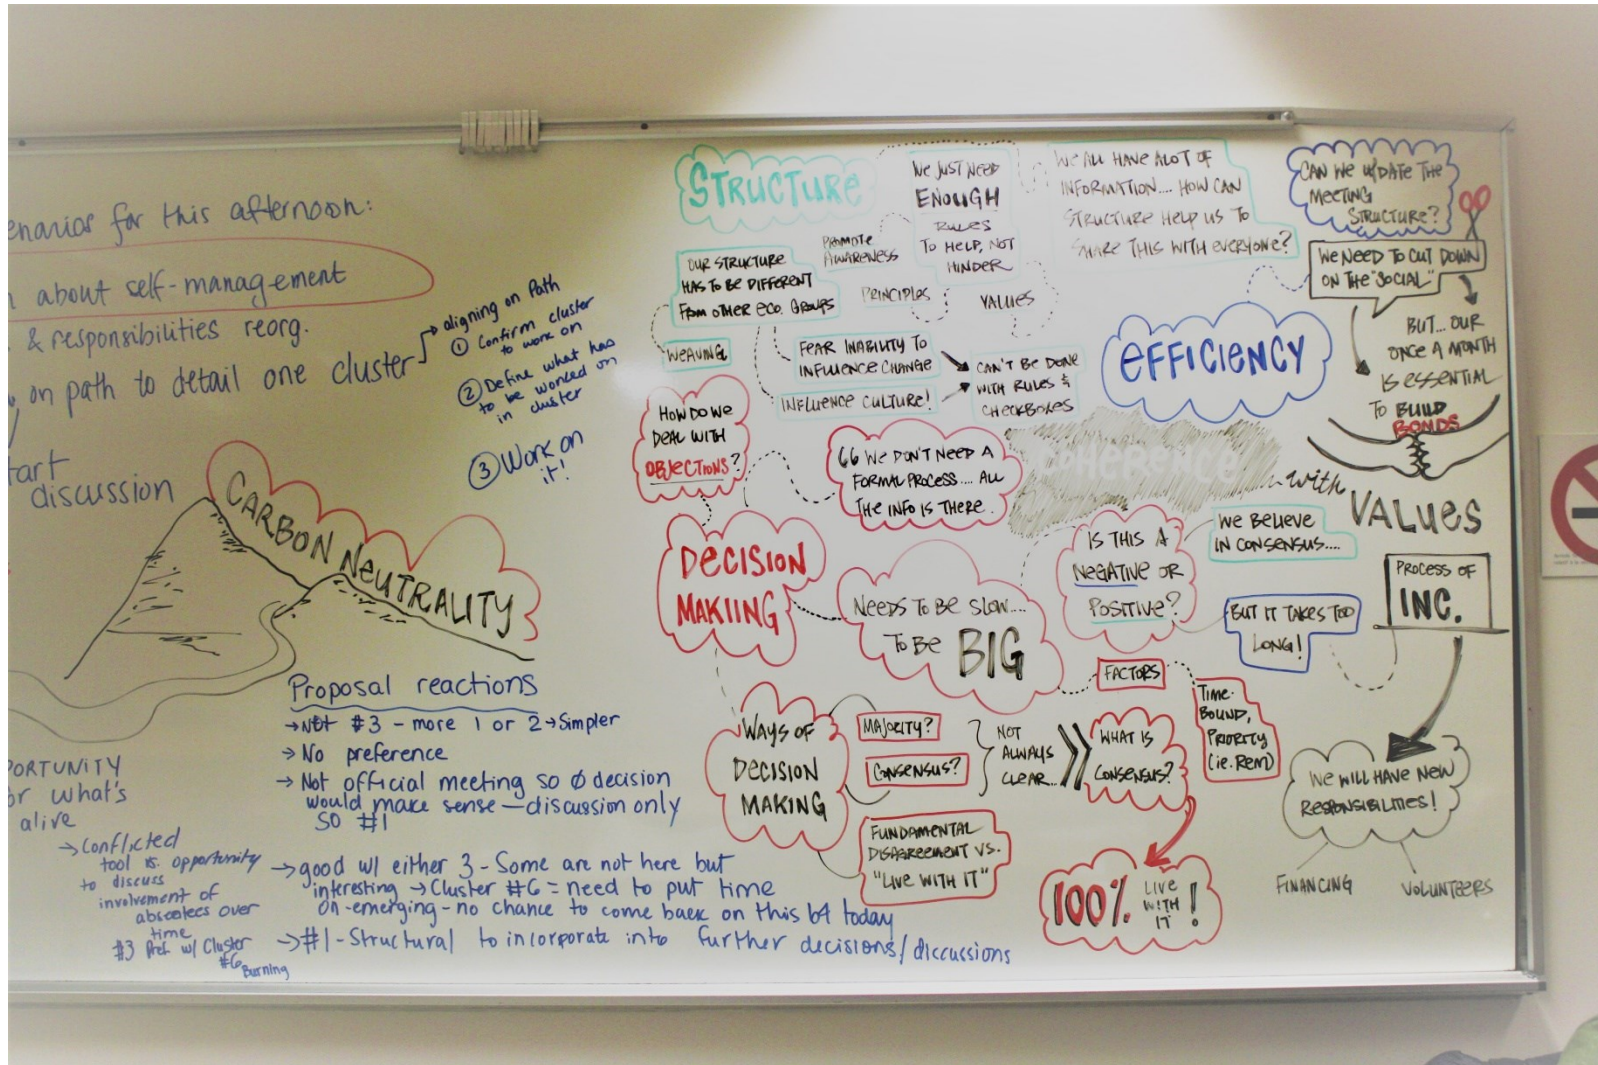 for this afternoon:
about self-management
& responsibilities reorg.
on path to detail one cluster
aligning on Path
① Confirm cluster
to work on
② Define what has
to be worked on
in cluster
③ Work on
it!
discussion
CARBON NEUTRALITY
Proposal reactions
→ Not #3 - more 1 or 2 → Simpler
→ No preference
→ Not official meeting so Ø decision
would make sense — discussion only
so #1
→ good w/ either 3 - Some are not here but
interesting → Cluster #6 = need to put time
on-emerging - no chance to come back on this b4 today
→ #1 - Structural to incorporate into further decisions/diccussions
what's
alive
→ Conflicted
tool vs. opportunity
to discuss
involvement of
absentees over
time
#3 Pref w/ Cluster
#6
Burning
STRUCTURE
OUR STRUCTURE
HAS TO BE DIFFERENT
FROM OTHER ECO. GROUPS
WEAVING
PROMOTE
AWARENESS
WE JUST NEED
ENOUGH
RULES
TO HELP, NOT
HINDER
PRINCIPLES
VALUES
WE ALL HAVE ALOT OF
INFORMATION.... HOW CAN
STRUCTURE HELP US TO
SHARE THIS WITH EVERYONE?
FEAR INABILITY TO
INFLUENCE CHANGE
INFLUENCE CULTURE!
CAN'T BE DONE
WITH RULES &
CHECKBOXES
CAN WE UPDATE THE
MEETING
STRUCTURE?
WE NEED TO CUT DOWN
ON THE "SOCIAL"
BUT... OUR
ONCE A MONTH
IS ESSENTIAL
TO BUILD
BONDS
EFFICIENCY
HOW DO WE
DEAL WITH
OBJECTIONS?
66 WE DON'T NEED A
FORMAL PROCESS.... ALL
THE INFO IS THERE.
COHERENCE
with
VALUES
DECISION
MAKIING
NEEDS TO BE SLOW....
TO BE BIG
IS THIS A
NEGATIVE OR
POSITIVE?
WE BELIEVE
IN CONSENSUS....
BUT IT TAKES TOO
LONG!
PROCESS OF
INC.
FACTORS
TIME-
BOUND,
PRIORITY
(ie. Rem)
WAYS OF
DECISION
MAKING
MAJORITY?
CONSENSUS?
FUNDAMENTAL
DISAGREEMENT VS.
"LIVE WITH IT"
NOT
ALWAYS
CLEAR...
WHAT IS
CONSENSUS?
100% LIVE
WITH
IT!
WE WILL HAVE NEW
RESPONSIBILITIES!
FINANCING
VOLUNTEERS